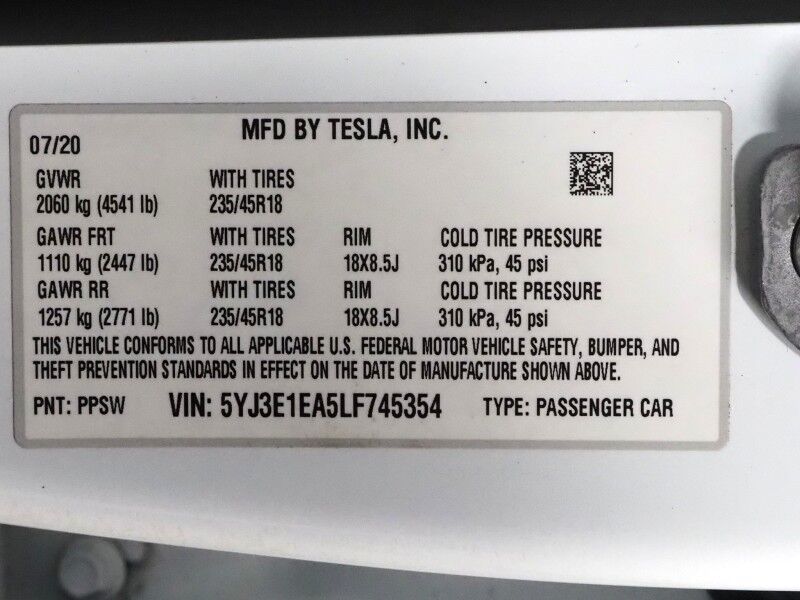 07/20 MFD BY TESLA, INC.
GVWR WITH TIRES
2060 kg (4541 lb) 235/45R18
GAWR FRT WITH TIRES RIM COLD TIRE PRESSURE
1110 kg (2447 lb) 235/45R18 18X8.5J 310 kPa, 45 psi
GAWR RR WITH TIRES RIM COLD TIRE PRESSURE
1257 kg (2771 lb) 235/45R18 18X8.5J 310 kPa, 45 psi
THIS VEHICLE CONFORMS TO ALL APPLICABLE U.S. FEDERAL MOTOR VEHICLE SAFETY, BUMPER, AND
THEFT PREVENTION STANDARDS IN EFFECT ON THE DATE OF MANUFACTURE SHOWN ABOVE.
PNT: PPSW VIN: 5YJ3E1EA5LF745354 TYPE: PASSENGER CAR